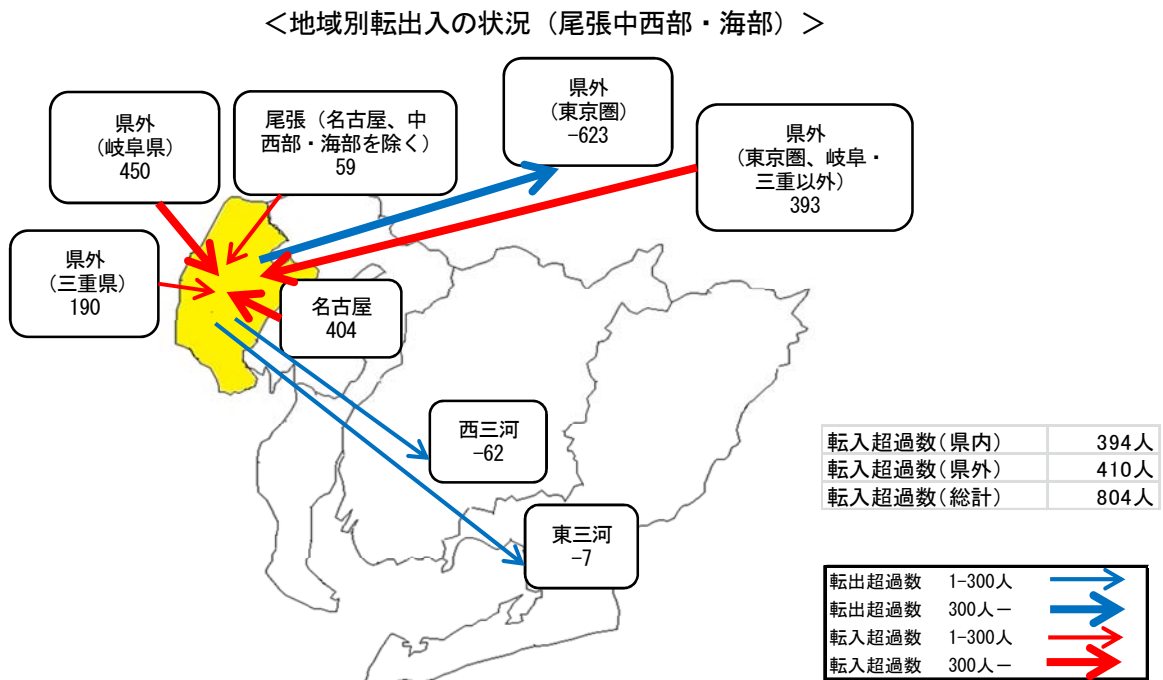 ＜地域別転出入の状況（尾張中西部・海部）＞
県外
（岐阜県）
450
尾張（名古屋、中
西部・海部を除く）
59
県外
（東京圏）
-623
県外
（東京圏、岐阜・
三重以外）
393
県外
（三重県）
190
名古屋
404
西三河
-62
東三河
-7
転入超過数（県内） 394人
転入超過数（県外） 410人
転入超過数（総計） 804人
転出超過数 1-300人
転出超過数 300人－
転入超過数 1-300人
転入超過数 300人－